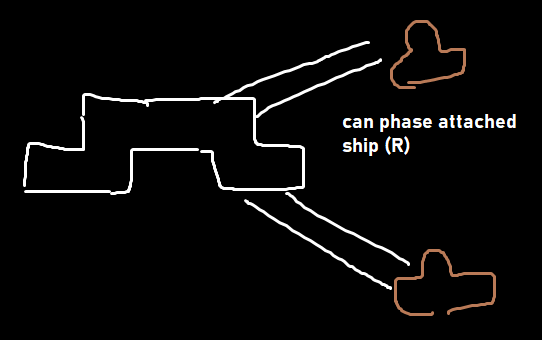 can phase attached
ship (R)